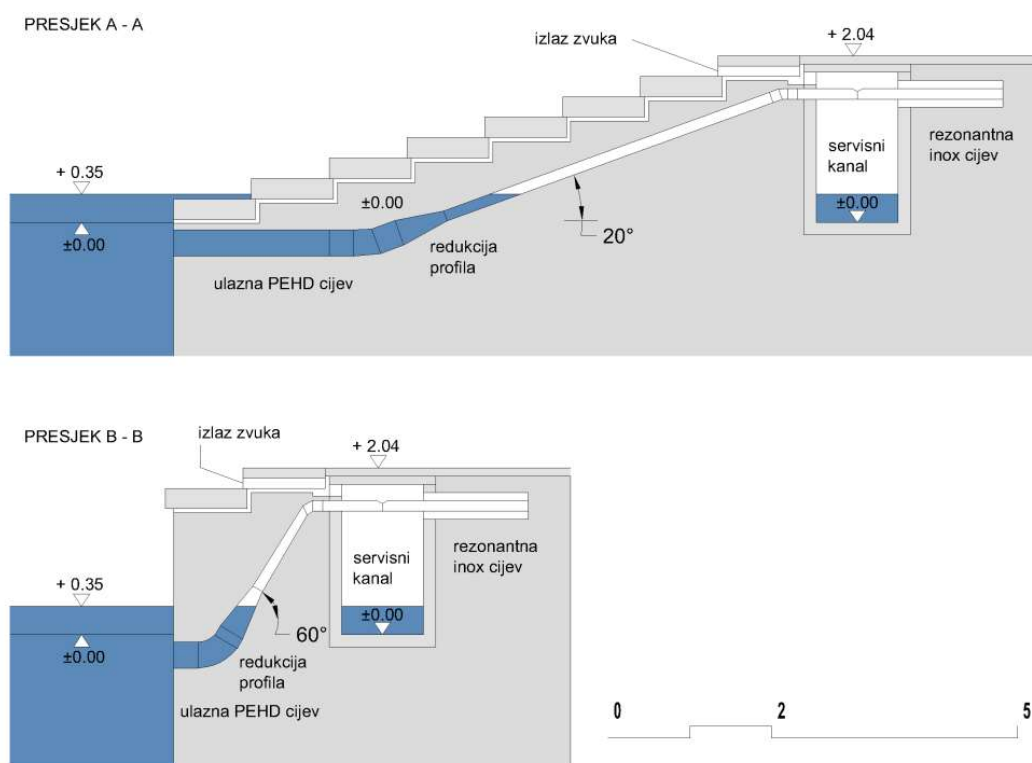 PRESJEK A - A
izlaz zvuka
+ 2.04
+ 0.35
±0.00
±0.00
servisni
kanal
±0.00
rezonantna
inox cijev
20°
redukcija
profila
ulazna PEHD cijev
PRESJEK B - B
izlaz zvuka
+ 2.04
+ 0.35
±0.00
servisni
kanal
±0.00
rezonantna
inox cijev
60°
redukcija
profila
ulazna PEHD cijev
0 2 5